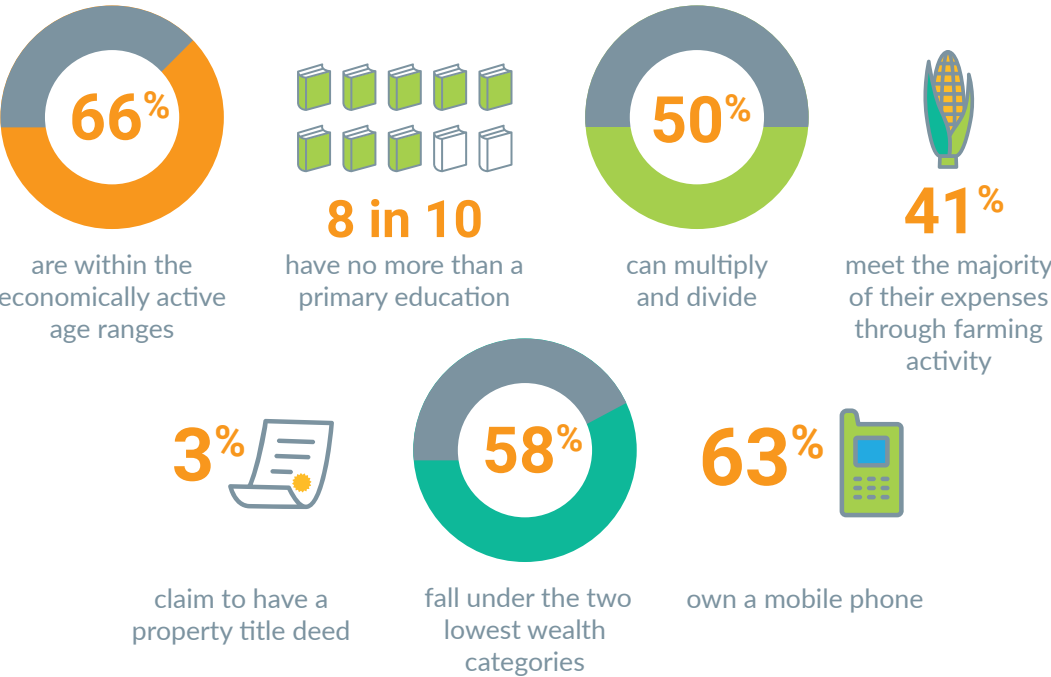 66%
are within the
economically active
age ranges
8 in 10
have no more than a
primary education
50%
can multiply
and divide
41%
meet the majority
of their expenses
through farming
activity
3%
claim to have a
property title deed
58%
fall under the two
lowest wealth
categories
63%
own a mobile phone